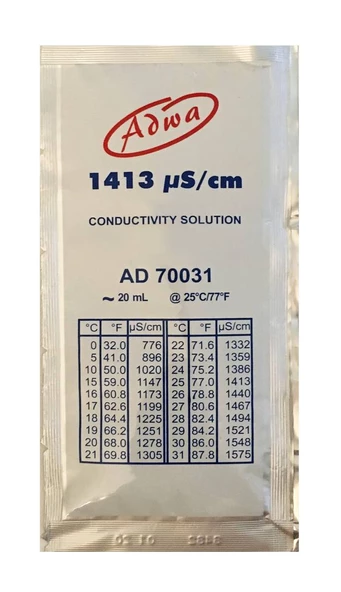 Adwa
1413 µS/cm
CONDUCTIVITY SOLUTION
AD 70031
~ 20 mL @ 25°C/77°F
°C °F µS/cm °C °F µS/cm
0 32.0 776 22 71.6 1332
5 41.0 896 23 73.4 1359
10 50.0 1020 24 75.2 1386
15 59.0 1147 25 77.0 1413
16 60.8 1173 26 78.8 1440
17 62.6 1199 27 80.6 1467
18 64.4 1225 28 82.4 1494
19 66.2 1251 29 84.2 1521
20 68.0 1278 30 86.0 1548
21 69.8 1305 31 87.8 1575